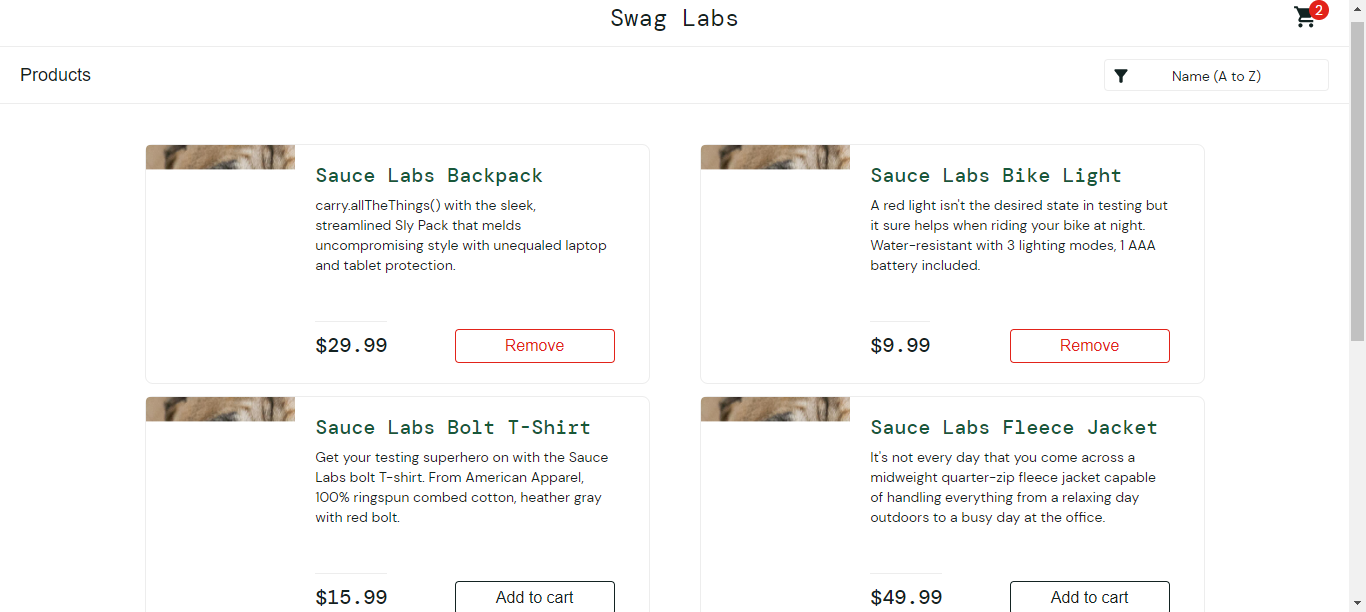 Swag Labs
2
Products
Name (A to Z)
Sauce Labs Backpack
carry.allTheThings() with the sleek,
streamlined Sly Pack that melds
uncompromising style with unequaled laptop
and tablet protection.
$29.99
Remove
Sauce Labs Bike Light
A red light isn't the desired state in testing but
it sure helps when riding your bike at night.
Water-resistant with 3 lighting modes, 1 AAA
battery included.
$9.99
Remove
Sauce Labs Bolt T-Shirt
Get your testing superhero on with the Sauce
Labs bolt T-shirt. From American Apparel,
100% ringspun combed cotton, heather gray
with red bolt.
$15.99
Add to cart
Sauce Labs Fleece Jacket
It's not every day that you come across a
midweight quarter-zip fleece jacket capable
of handling everything from a relaxing day
outdoors to a busy day at the office.
$49.99
Add to cart